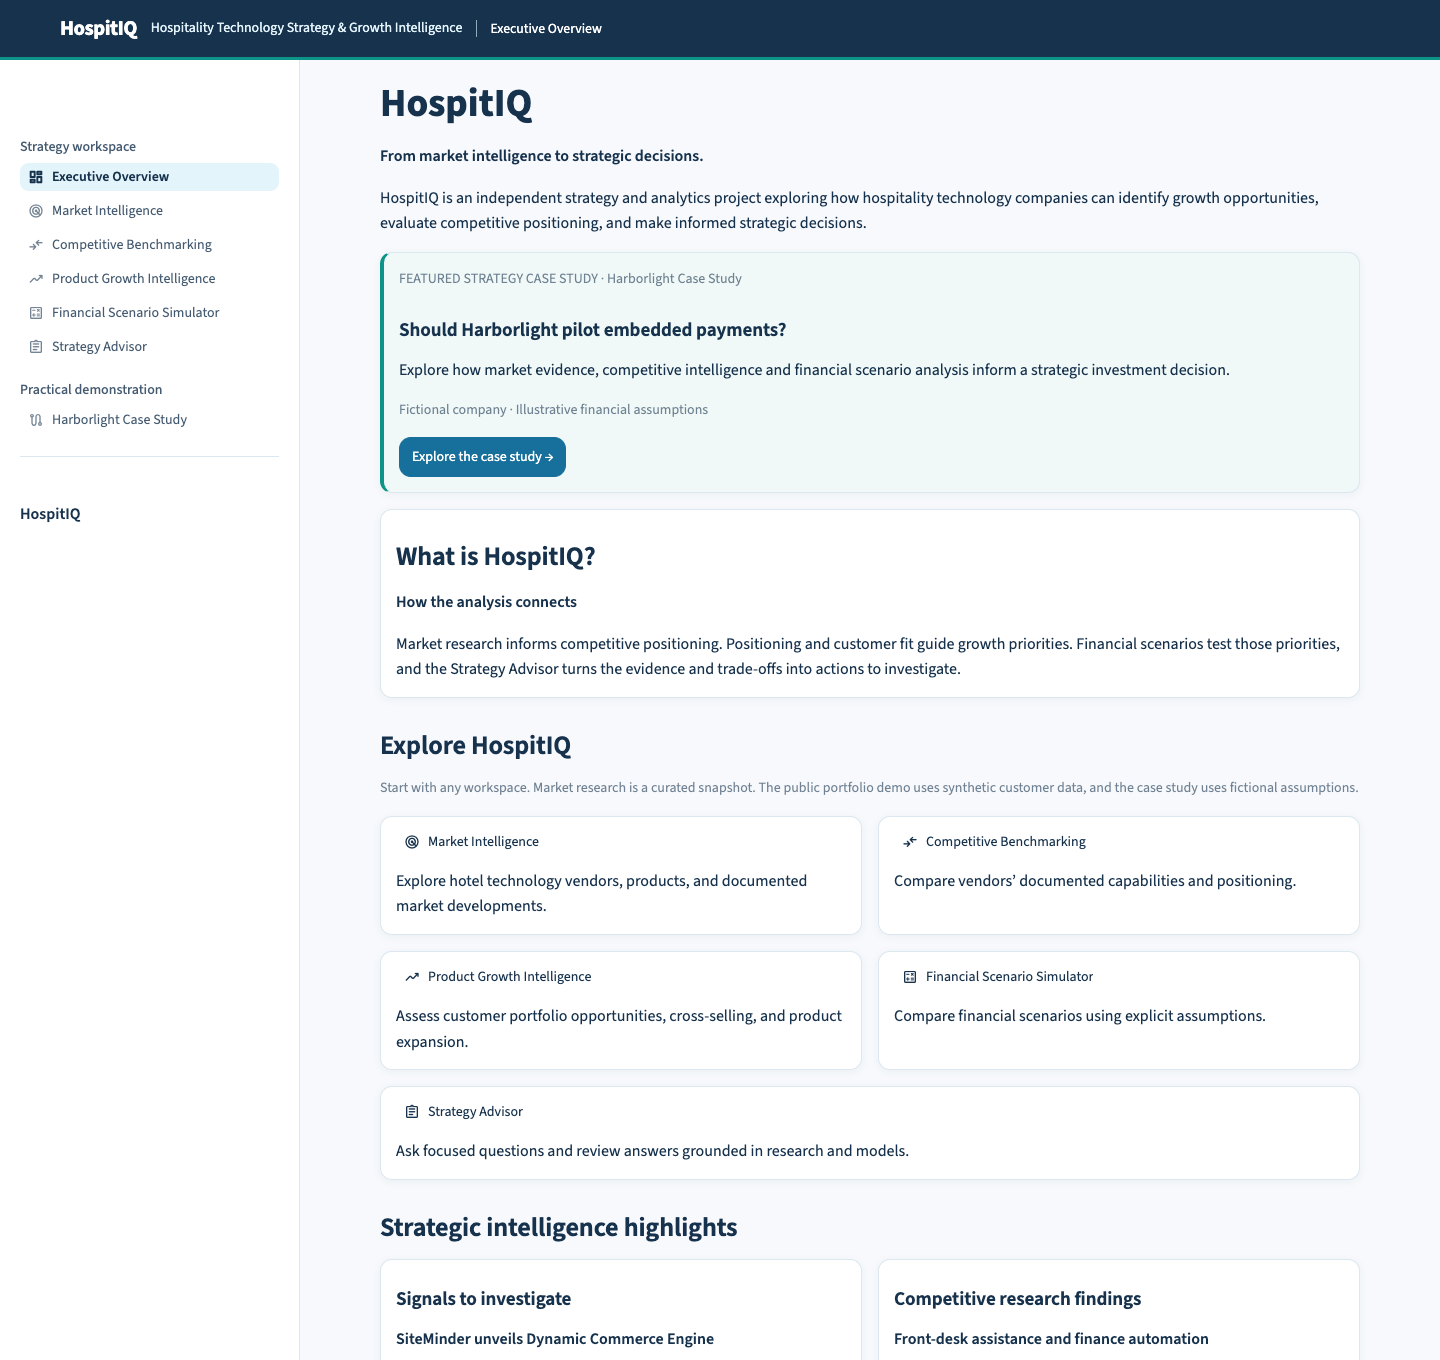 HospitIQ Hospitality Technology Strategy & Growth Intelligence Executive Overview
Strategy workspace
Executive Overview
Market Intelligence
Competitive Benchmarking
Product Growth Intelligence
Financial Scenario Simulator
Strategy Advisor
Practical demonstration
Harborlight Case Study
HospitIQ
HospitIQ
From market intelligence to strategic decisions.
HospitIQ is an independent strategy and analytics project exploring how hospitality technology companies can identify growth opportunities,
evaluate competitive positioning, and make informed strategic decisions.
FEATURED STRATEGY CASE STUDY · Harborlight Case Study
Should Harborlight pilot embedded payments?
Explore how market evidence, competitive intelligence and financial scenario analysis inform a strategic investment decision.
Fictional company · Illustrative financial assumptions
Explore the case study →
What is HospitIQ?
How the analysis connects
Market research informs competitive positioning. Positioning and customer fit guide growth priorities. Financial scenarios test those priorities,
and the Strategy Advisor turns the evidence and trade-offs into actions to investigate.
Explore HospitIQ
Start with any workspace. Market research is a curated snapshot. The public portfolio demo uses synthetic customer data, and the case study uses fictional assumptions.
Market Intelligence
Explore hotel technology vendors, products, and documented
market developments.
Competitive Benchmarking
Compare vendors’ documented capabilities and positioning.
Product Growth Intelligence
Assess customer portfolio opportunities, cross-selling, and product
expansion.
Financial Scenario Simulator
Compare financial scenarios using explicit assumptions.
Strategy Advisor
Ask focused questions and review answers grounded in research and models.
Strategic intelligence highlights
Signals to investigate
SiteMinder unveils Dynamic Commerce Engine
Competitive research findings
Front-desk assistance and finance automation